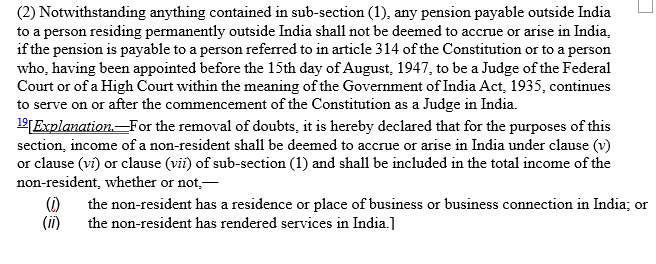 (2) Notwithstanding anything contained in sub-section (1), any pension payable outside India
to a person residing permanently outside India shall not be deemed to accrue or arise in India,
if the pension is payable to a person referred to in article 314 of the Constitution or to a person
who, having been appointed before the 15th day of August, 1947, to be a Judge of the Federal
Court or of a High Court within the meaning of the Government of India Act, 1935, continues
to serve on or after the commencement of the Constitution as a Judge in India.
19[Explanation.—For the removal of doubts, it is hereby declared that for the purposes of this
section, income of a non-resident shall be deemed to accrue or arise in India under clause (v)
or clause (vi) or clause (vii) of sub-section (1) and shall be included in the total income of the
non-resident, whether or not,—
(i) the non-resident has a residence or place of business or business connection in India; or
(ii) the non-resident has rendered services in India.]